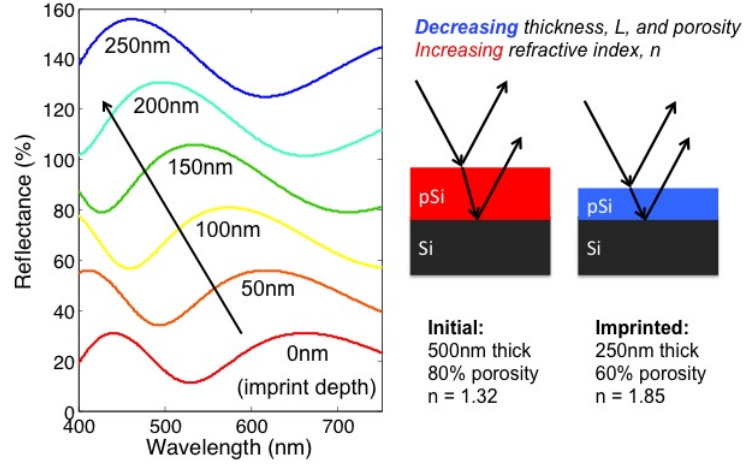 160
140
120
100
80
60
40
20
0
400
500
600
700
Reflectance (%)
Wavelength (nm)
250nm
200nm
150nm
100nm
50nm
0nm
(imprint depth)
Decreasing thickness, L, and porosity
Increasing refractive index, n
pSi
Si
pSi
Si
Initial:
500nm thick
80% porosity
n = 1.32
Imprinted:
250nm thick
60% porosity
n = 1.85